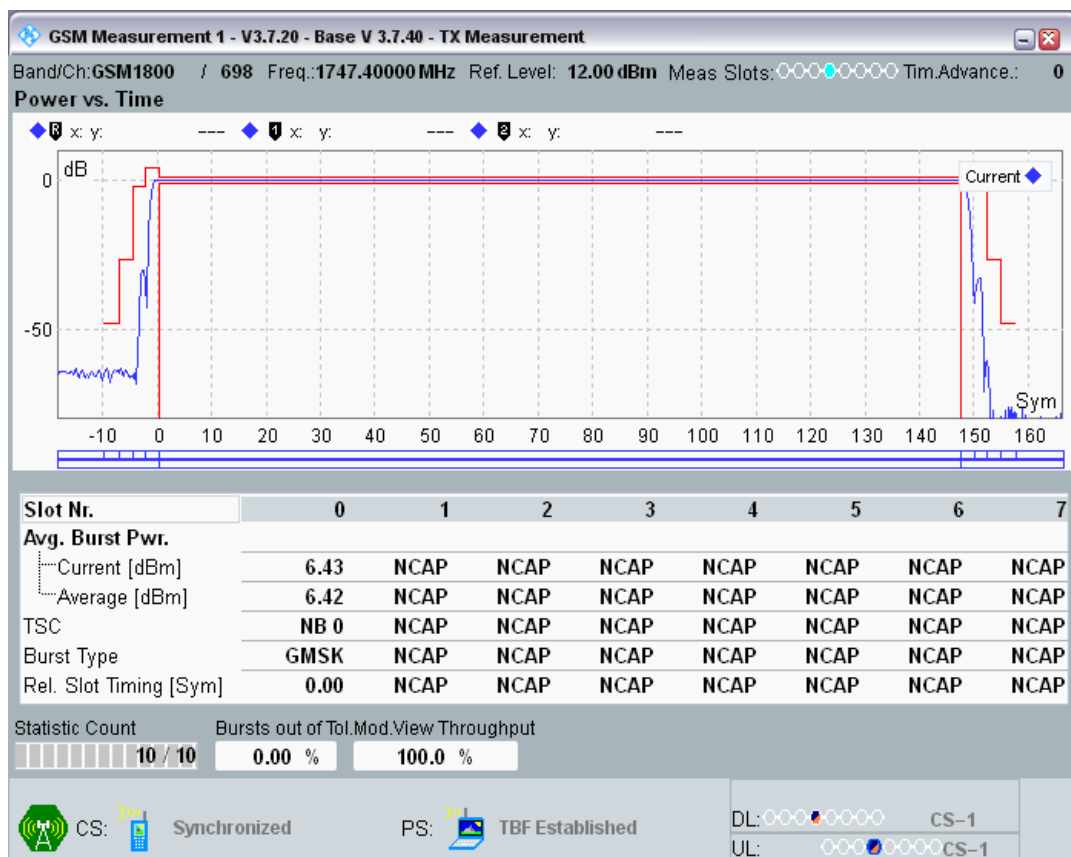 GSM Measurement 1 - V3.7.20 - Base V 3.7.40 - TX Measurement
Band/Ch:GSM1800 / 698 Freq.:1747.40000 MHz Ref. Level: 12.00 dBm Meas Slots: Tim.Advance.: 0
Power vs. Time
R x: y: --- 1 x: y: --- 2 x: y: ---
dB
0
Current
-50
Sym
-10 0 10 20 30 40 50 60 70 80 90 100 110 120 130 140 150 160
Slot Nr. 0 1 2 3 4 5 6 7
Avg. Burst Pwr.
Current [dBm] 6.43 NCAP NCAP NCAP NCAP NCAP NCAP NCAP
Average [dBm] 6.42 NCAP NCAP NCAP NCAP NCAP NCAP NCAP
TSC NB 0 NCAP NCAP NCAP NCAP NCAP NCAP NCAP
Burst Type GMSK NCAP NCAP NCAP NCAP NCAP NCAP NCAP
Rel. Slot Timing [Sym] 0.00 NCAP NCAP NCAP NCAP NCAP NCAP NCAP
Statistic Count Bursts out of Tol. Mod.View Throughput
10 / 10 0.00 % 100.0 %
CS: Synchronized PS: TBF Established DL: CS-1
UL: CS-1